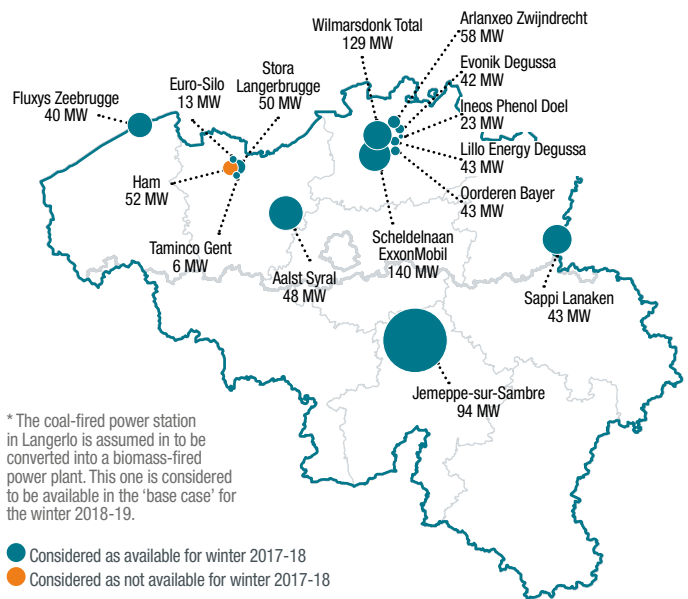 Wilmarsdonk Total
129 MW
Arlanxeo Zwijndrecht
58 MW
Evonik Degussa
42 MW
Ineos Phenol Doel
23 MW
Lillo Energy Degussa
43 MW
Oorderen Bayer
43 MW
Stora
Langerbrugge
50 MW
Euro-Silo
13 MW
Fluxys Zeebrugge
40 MW
Ham
52 MW
Taminco Gent
6 MW
Aalst Syral
48 MW
Scheldelnaan
ExxonMobil
140 MW
Sappi Lanaken
43 MW
Jemeppe-sur-Sambre
94 MW
* The coal-fired power station
in Langerlo is assumed in to be
converted into a biomass-fired
power plant. This one is considered
to be available in the ‘base case’ for
the winter 2018-19.
Considered as available for winter 2017-18
Considered as not available for winter 2017-18